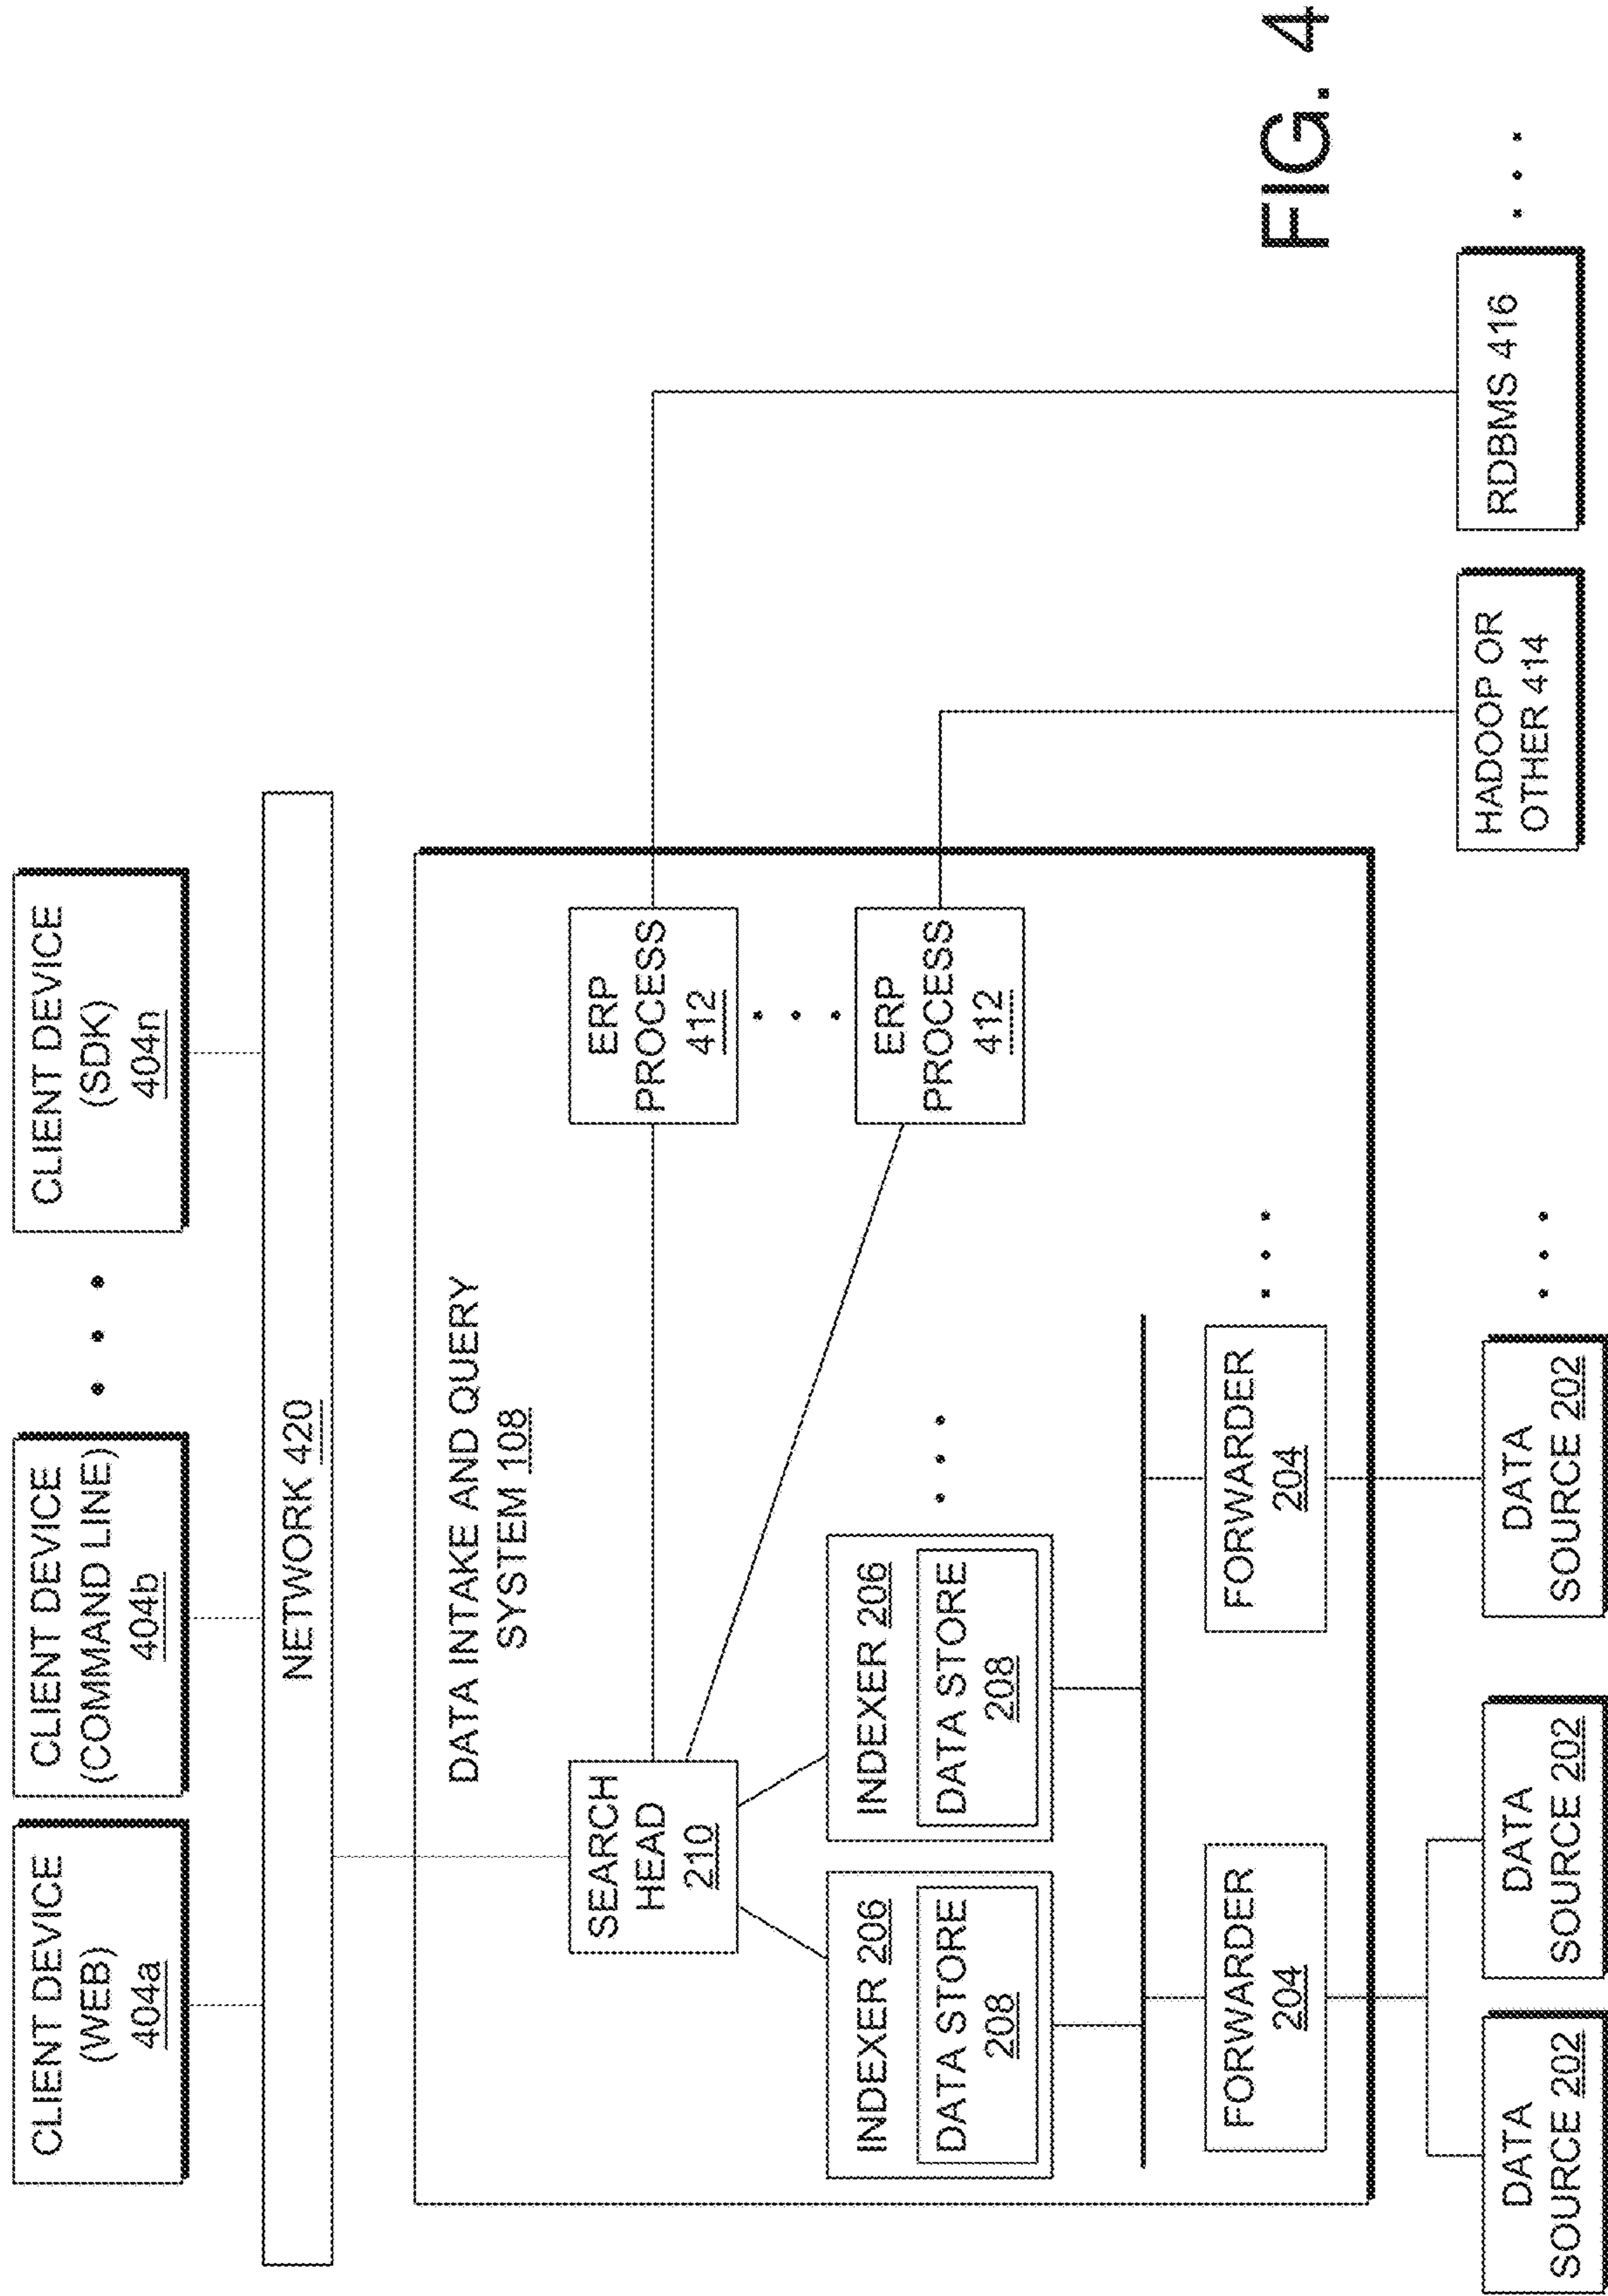 CLIENT DEVICE
(WEB)
404a
CLIENT DEVICE
(COMMAND LINE)
404b
CLIENT DEVICE
(SDK)
404n
NETWORK 420
DATA INTAKE AND QUERY
SYSTEM 108
SEARCH
HEAD
210
ERP
PROCESS
412
INDEXER 206
DATA STORE
208
INDEXER 206
DATA STORE
208
ERP
PROCESS
412
FORWARDER
204
FORWARDER
204
DATA
SOURCE 202
DATA
SOURCE 202
DATA
SOURCE 202
HADOOP OR
OTHER 414
RDBMS 416
FIG. 4